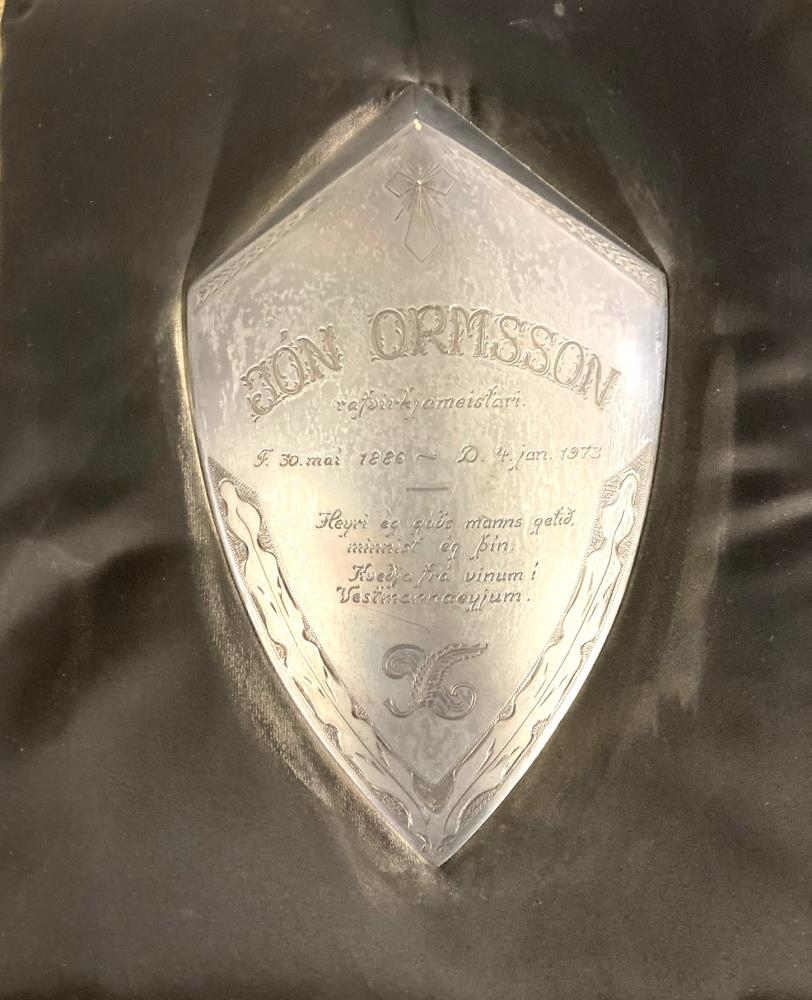 JÓN ORMSSON
rafvirkjameistari.
F. 30. maí 1886 ~ D. 4. jan. 1973
Heyri ég góðs manns getið,
minnist ég þín.
Kveðja frá vinum í
Vestmannaeyjum.